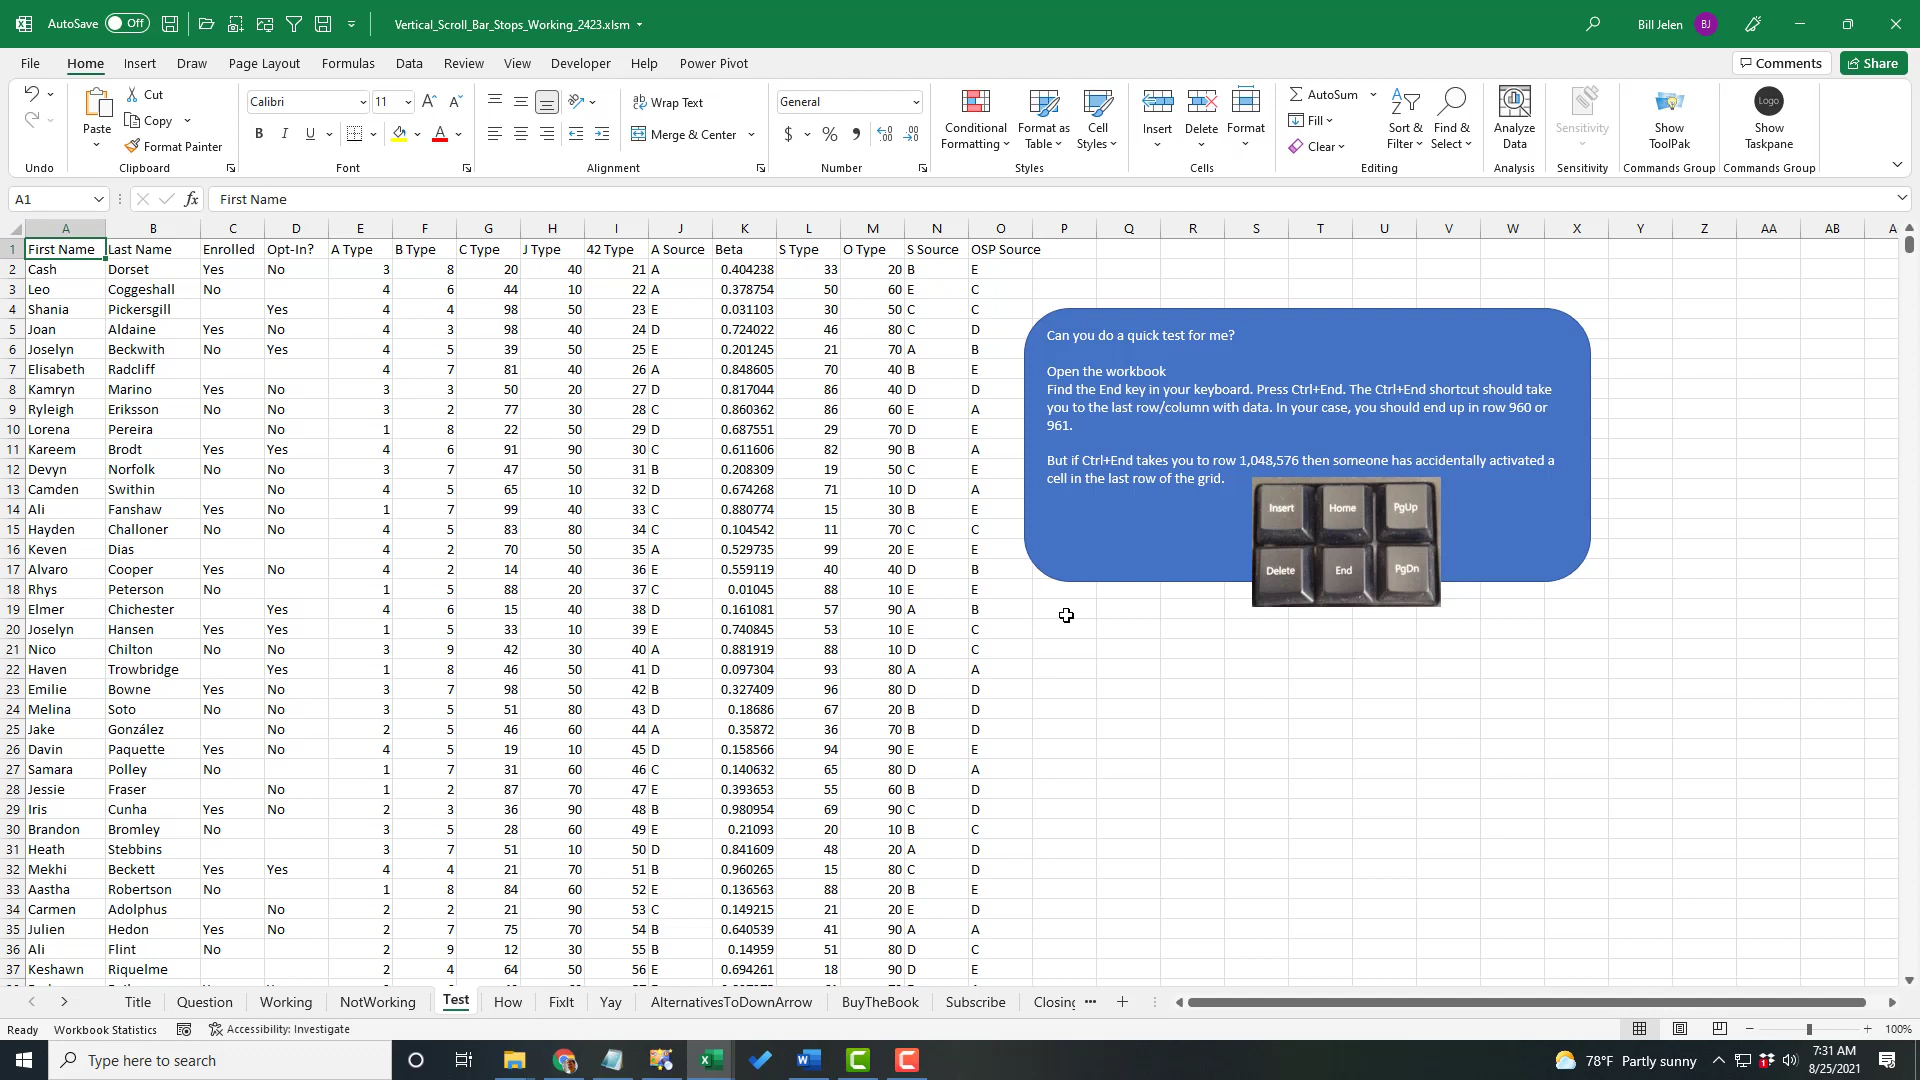 AutoSave Off Vertical_Scroll_Bar_Stops_Working_2423.xlsm Bill Jelen BJ
File Home Insert Draw Page Layout Formulas Data Review View Developer Help Power Pivot Comments Share
Cut
Copy
Format Painter
Paste
Calibri 11
Wrap Text
Merge & Center
General
Conditional Formatting
Format as Table
Cell Styles
Insert Delete Format
AutoSum
Fill
Clear
Sort & Filter
Find & Select
Analyze Data
Sensitivity
Show ToolPak
Logo
Show Taskpane
Undo Clipboard Font Alignment Number Styles Cells Editing Analysis Sensitivity Commands Group Commands Group
A1 fx First Name
A B C D E F G H I J K L M N O P Q R S T U V W X Y Z AA AB A
1 First Name Last Name Enrolled Opt-In? A Type B Type C Type J Type 42 Type A Source Beta S Type O Type S Source OSP Source
2 Cash Dorset Yes No 3 8 20 40 21 A 0.404238 33 20 B E
3 Leo Coggeshall No 4 6 44 10 22 A 0.378754 50 60 E C
4 Shania Pickersgill Yes 4 4 98 50 23 E 0.031103 30 50 C C
5 Joan Aldaine Yes No 4 3 98 40 24 D 0.724022 46 80 C D
6 Joselyn Beckwith No Yes 4 5 39 50 25 E 0.201245 21 70 A B
7 Elisabeth Radcliff 4 7 81 40 26 A 0.848605 70 40 B E
8 Kamryn Marino Yes No 3 3 50 20 27 D 0.817044 86 40 D D
9 Ryleigh Eriksson No No 3 2 77 30 28 C 0.860362 86 60 E A
10 Lorena Pereira No 1 8 22 50 29 D 0.687551 29 70 D E
11 Kareem Brodt Yes Yes 4 6 91 90 30 C 0.611606 82 90 B A
12 Devyn Norfolk No No 3 7 47 50 31 B 0.208309 19 50 C E
13 Camden Swithin No 4 5 65 10 32 D 0.674268 71 10 D A
14 Ali Fanshaw Yes No 1 7 99 40 33 C 0.880774 15 30 B E
15 Hayden Challoner No No 4 5 83 80 34 C 0.104542 11 70 C C
16 Keven Dias 4 2 70 50 35 A 0.529735 99 20 E E
17 Alvaro Cooper Yes No 4 2 14 40 36 E 0.559119 40 40 D B
18 Rhys Peterson No 1 5 88 20 37 C 0.01045 88 10 E E
19 Elmer Chichester Yes 4 6 15 40 38 D 0.161081 57 90 A B
20 Joselyn Hansen Yes Yes 1 5 33 10 39 E 0.740845 53 10 E C
21 Nico Chilton No No 3 9 42 30 40 A 0.881919 88 10 D C
22 Haven Trowbridge Yes 1 8 46 50 41 D 0.097304 93 80 A A
23 Emilie Bowne Yes No 3 7 98 50 42 B 0.327409 96 80 D D
24 Melina Soto No No 3 5 51 80 43 D 0.18686 67 20 B D
25 Jake González No 2 5 46 60 44 A 0.35872 36 70 B D
26 Davin Paquette Yes No 4 5 19 10 45 D 0.158566 94 90 E E
27 Samara Polley No 1 7 31 60 46 C 0.140632 65 80 D A
28 Jessie Fraser No 1 2 87 70 47 E 0.393653 55 60 B D
29 Iris Cunha Yes No 2 3 36 90 48 B 0.980954 69 90 C D
30 Brandon Bromley No 3 5 28 60 49 E 0.21093 20 10 B C
31 Heath Stebbins 3 7 51 10 50 D 0.841609 48 20 A D
32 Mekhi Beckett Yes Yes 4 4 21 70 51 B 0.960265 15 80 C D
33 Aastha Robertson No 1 8 84 60 52 E 0.136563 88 20 B E
34 Carmen Adolphus No 2 2 21 90 53 C 0.149215 21 20 E D
35 Julien Hedon Yes No 2 7 75 70 54 B 0.640539 41 90 A A
36 Ali Flint No 2 9 12 30 55 B 0.14959 51 80 D C
37 Keshawn Riquelme 2 4 64 50 56 E 0.694261 18 90 D E
Can you do a quick test for me?
Open the workbook
Find the End key in your keyboard. Press Ctrl+End. The Ctrl+End shortcut should take
you to the last row/column with data. In your case, you should end up in row 960 or
961.
But if Ctrl+End takes you to row 1,048,576 then someone has accidentally activated a
cell in the last row of the grid.
Insert Home PgUp
Delete End PgDn
Title Question Working NotWorking Test How FixIt Yay AlternativesToDownArrow BuyTheBook Subscribe Closing
Ready Workbook Statistics Accessibility: Investigate 100%
Type here to search 78°F Partly sunny 7:31 AM
8/25/2021